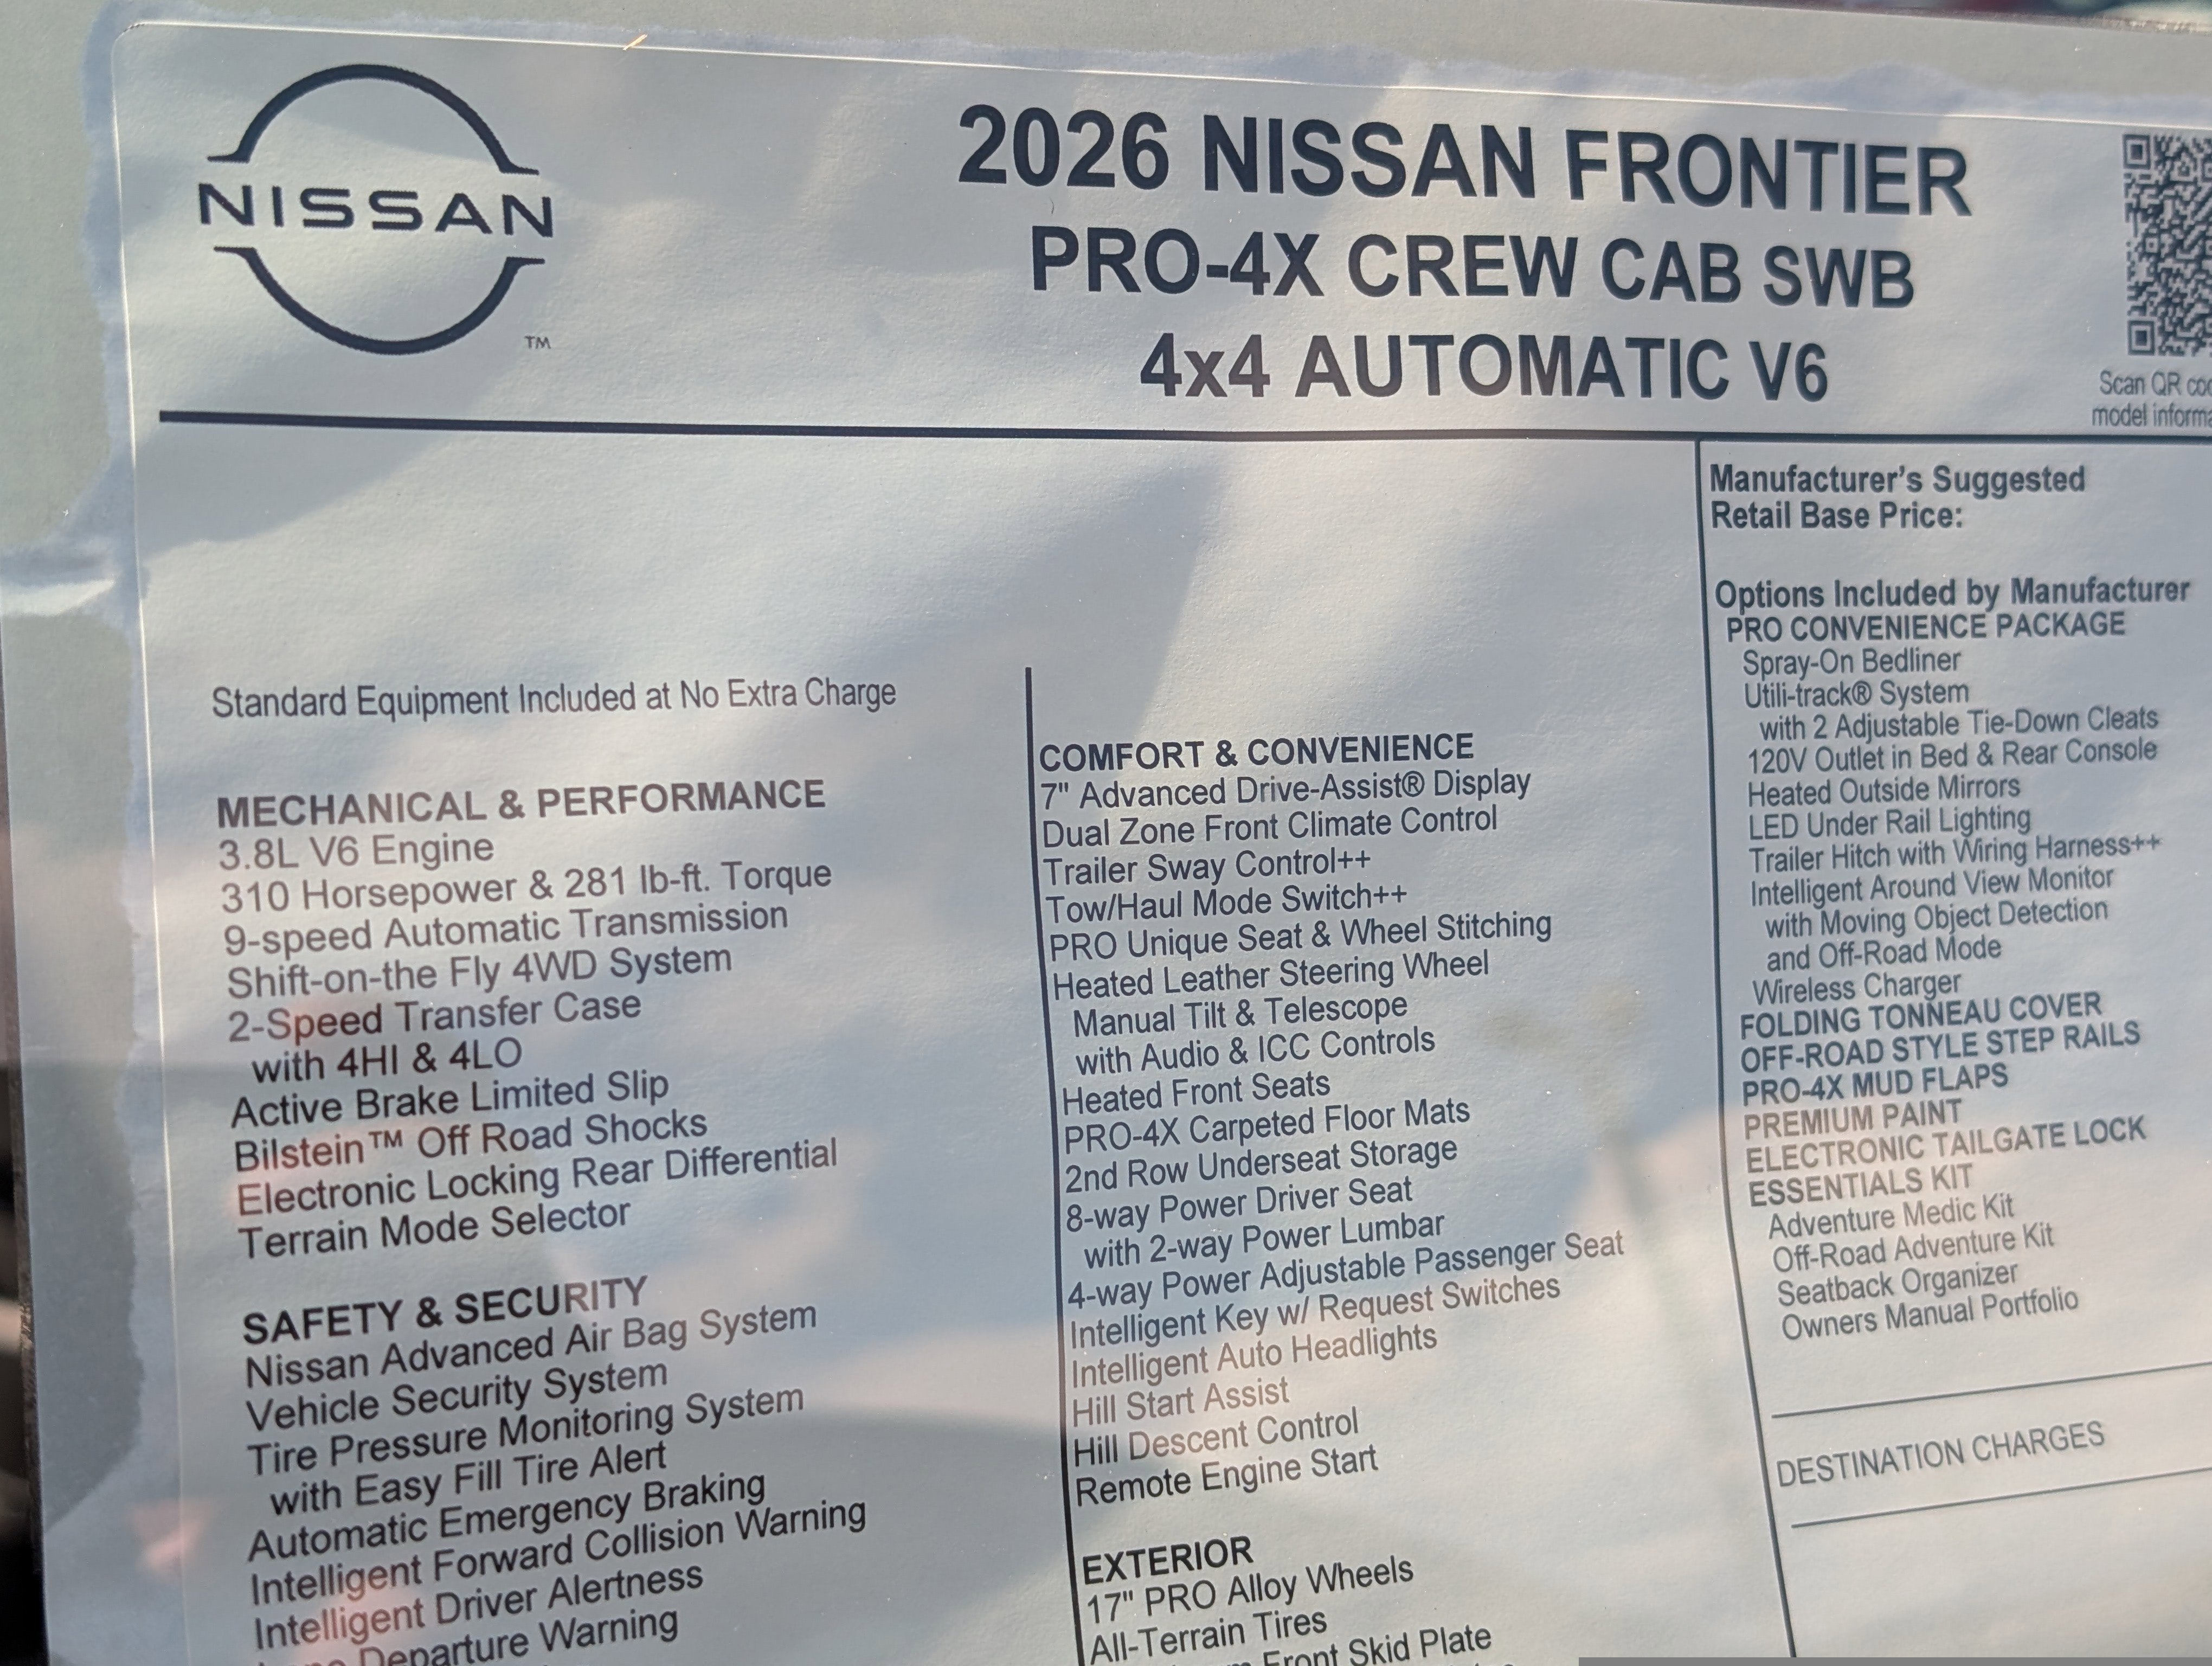 NISSAN
TM
2026 NISSAN FRONTIER
PRO-4X CREW CAB SWB
4x4 AUTOMATIC V6
Scan QR
model
Standard Equipment Included at No Extra Charge
MECHANICAL & PERFORMANCE
3.8L V6 Engine
310 Horsepower & 281 lb-ft. Torque
9-speed Automatic Transmission
Shift-on-the Fly 4WD System
2-Speed Transfer Case
with 4HI & 4LO
Active Brake Limited Slip
Bilstein™ Off Road Shocks
Electronic Locking Rear Differential
Terrain Mode Selector
SAFETY & SECURITY
Nissan Advanced Air Bag System
Vehicle Security System
Tire Pressure Monitoring System
with Easy Fill Tire Alert
Automatic Emergency Braking
Intelligent Forward Collision Warning
Intelligent Driver Alertness
Departure Warning
COMFORT & CONVENIENCE
7" Advanced Drive-Assist® Display
Dual Zone Front Climate Control
Trailer Sway Control++
Tow/Haul Mode Switch++
PRO Unique Seat & Wheel Stitching
Heated Leather Steering Wheel
Manual Tilt & Telescope
with Audio & ICC Controls
Heated Front Seats
PRO-4X Carpeted Floor Mats
2nd Row Underseat Storage
8-way Power Driver Seat
with 2-way Power Lumbar
4-way Power Adjustable Passenger Seat
Intelligent Key w/ Request Switches
Intelligent Auto Headlights
Hill Start Assist
Hill Descent Control
Remote Engine Start
EXTERIOR
17" PRO Alloy Wheels
All-Terrain Tires
Front Skid Plate
Manufacturer's Suggested
Retail Base Price:
Options Included by Manufacturer
PRO CONVENIENCE PACKAGE
Spray-On Bedliner
Utili-track® System
with 2 Adjustable Tie-Down Cleats
120V Outlet in Bed & Rear Console
Heated Outside Mirrors
LED Under Rail Lighting
Trailer Hitch with Wiring Harness++
Intelligent Around View Monitor
with Moving Object Detection
and Off-Road Mode
Wireless Charger
FOLDING TONNEAU COVER
OFF-ROAD STYLE STEP RAILS
PRO-4X MUD FLAPS
PREMIUM PAINT
ELECTRONIC TAILGATE LOCK
ESSENTIALS KIT
Adventure Medic Kit
Off-Road Adventure Kit
Seatback Organizer
Owners Manual Portfolio
DESTINATION CHARGES